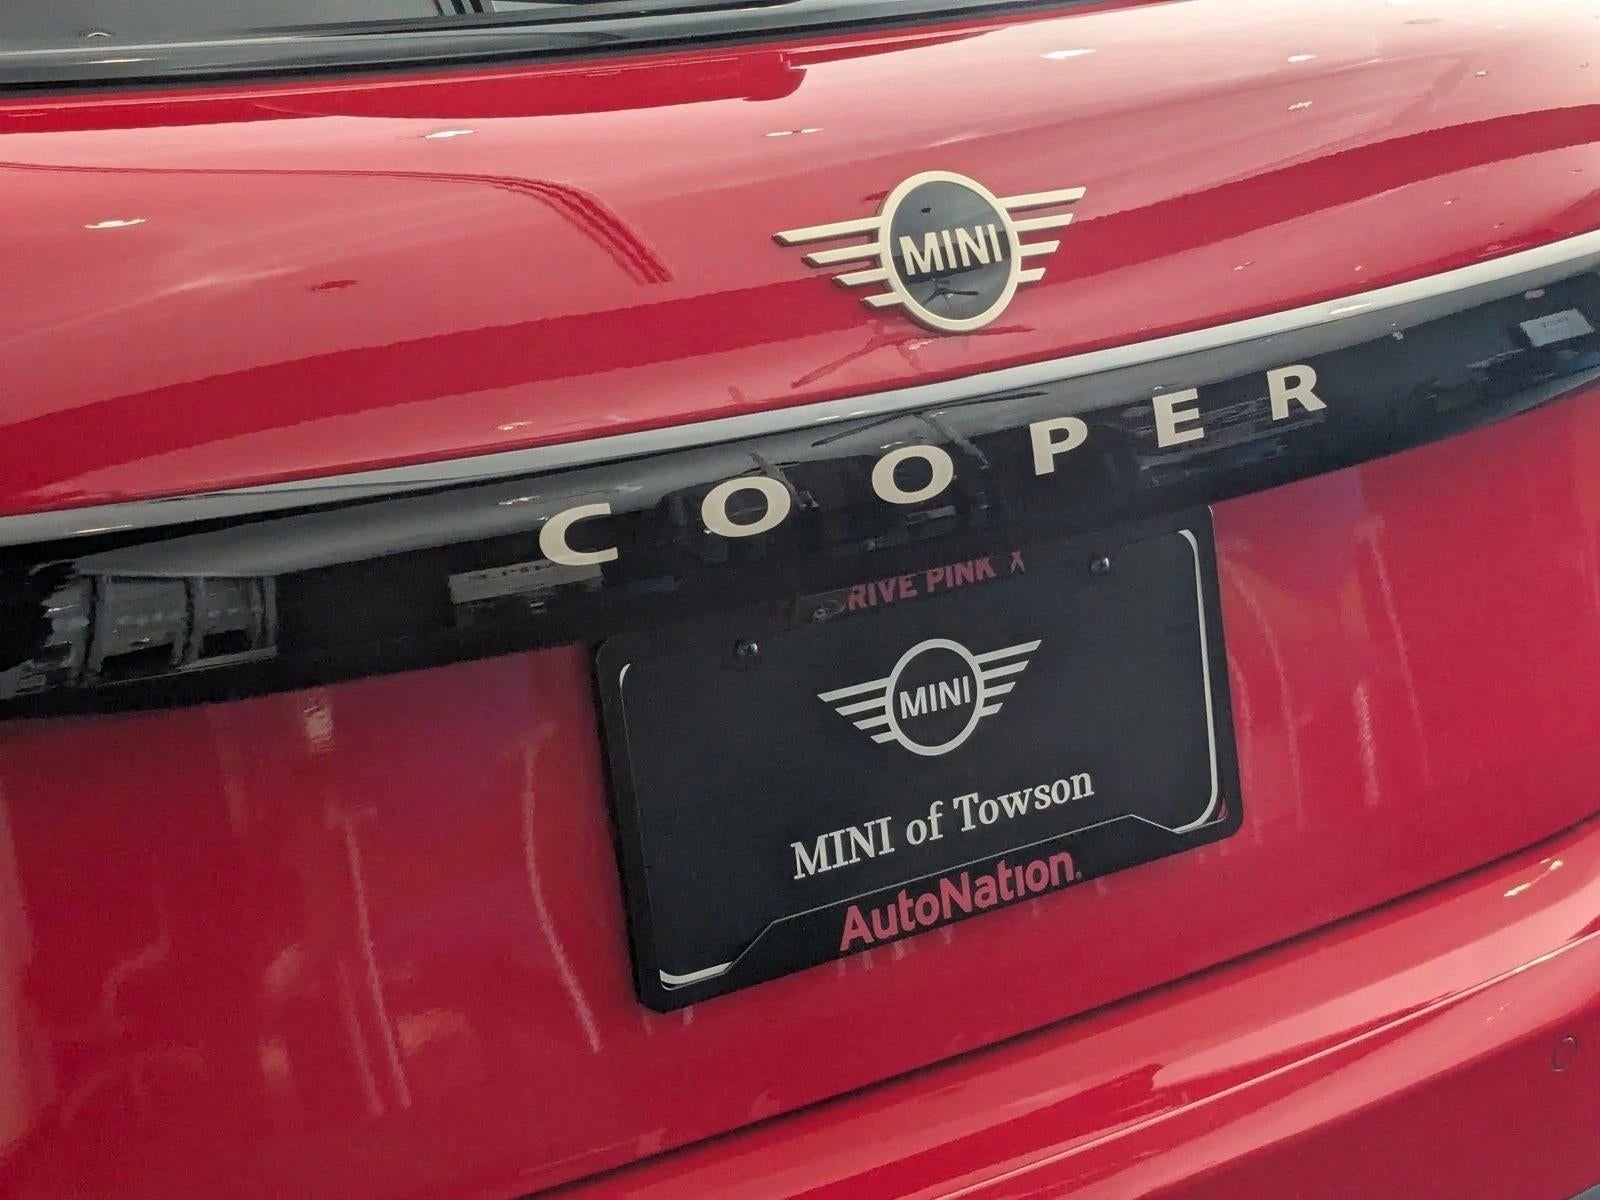 MINI
COOPER
RIVE PINK X
MINI
MINI of Towson
AutoNation